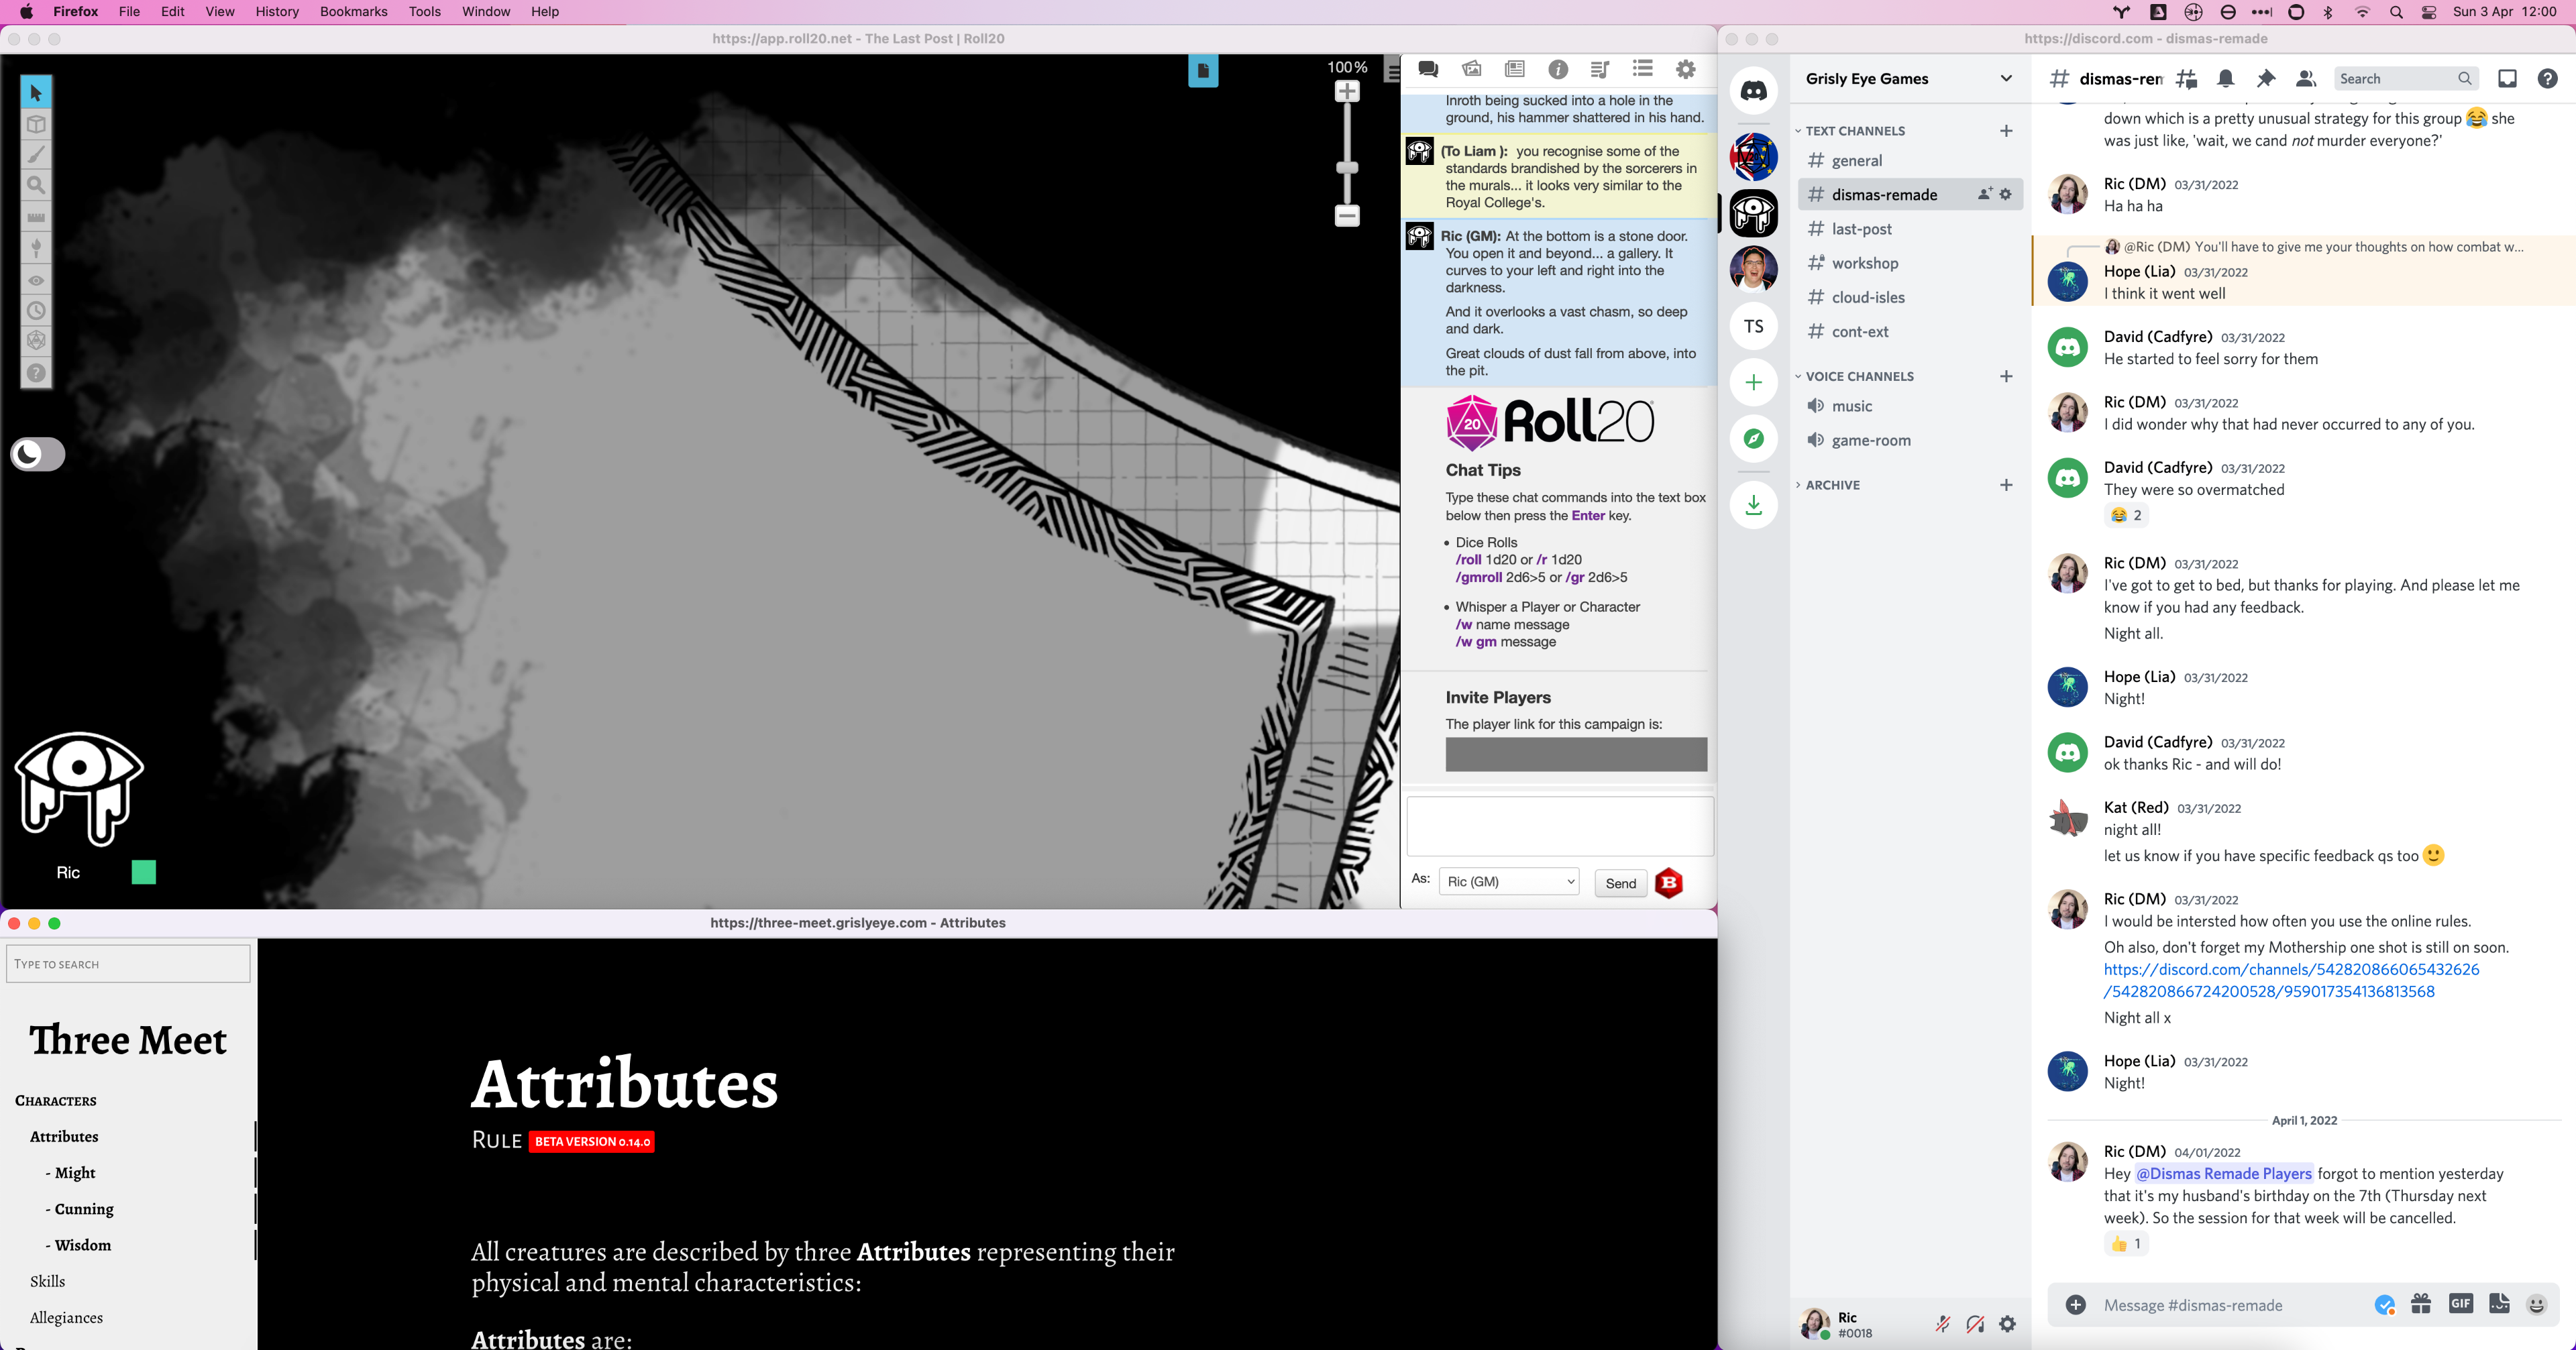 Firefox File Edit View History Bookmarks Tools Window Help
Sun 3 Apr 12:00
https://app.roll20.net - The Last Post | Roll20
100%
Inroth being sucked into a hole in the
ground, his hammer shattered in his hand.
(To Liam ): you recognise some of the
standards brandished by the sorcerers in
the murals... it looks very similar to the
Royal College's.
Ric (GM): At the bottom is a stone door.
You open it and beyond... a gallery. It
curves to your left and right into the
darkness.
And it overlooks a vast chasm, so deep
and dark.
Great clouds of dust fall from above, into
the pit.
20 Roll20
Chat Tips
Type these chat commands into the text box
below then press the Enter key.
• Dice Rolls
/roll 1d20 or /r 1d20
/gmroll 2d6>5 or /gr 2d6>5
• Whisper a Player or Character
/w name message
/w gm message
Invite Players
The player link for this campaign is:
As: Ric (GM) Send B
Ric
https://three-meet.grislyeye.com - Attributes
TYPE TO SEARCH
Three Meet
CHARACTERS
Attributes
- Might
- Cunning
- Wisdom
Skills
Allegiances
Attributes
RULE BETA VERSION 0.14.0
All creatures are described by three Attributes representing their
physical and mental characteristics:
Attributes are:
https://discord.com - dismas-remade
TS
Grisly Eye Games
TEXT CHANNELS
general
dismas-remade
last-post
workshop
cloud-isles
cont-ext
VOICE CHANNELS
music
game-room
ARCHIVE
Ric
#0018
# dismas-rem
Search
down which is a pretty unusual strategy for this group 😂 she
was just like, 'wait, we cand not murder everyone?'
Ric (DM) 03/31/2022
Ha ha ha
@Ric (DM) You'll have to give me your thoughts on how combat w...
Hope (Lia) 03/31/2022
I think it went well
David (Cadfyre) 03/31/2022
He started to feel sorry for them
Ric (DM) 03/31/2022
I did wonder why that had never occurred to any of you.
David (Cadfyre) 03/31/2022
They were so overmatched
😂 2
Ric (DM) 03/31/2022
I've got to get to bed, but thanks for playing. And please let me
know if you had any feedback.
Night all.
Hope (Lia) 03/31/2022
Night!
David (Cadfyre) 03/31/2022
ok thanks Ric - and will do!
Kat (Red) 03/31/2022
night all!
let us know if you have specific feedback qs too 🙂
Ric (DM) 03/31/2022
I would be intersted how often you use the online rules.
Oh also, don't forget my Mothership one shot is still on soon.
https://discord.com/channels/542820866065432626
/542820866724200528/959017354136813568
Night all x
Hope (Lia) 03/31/2022
Night!
April 1, 2022
Ric (DM) 04/01/2022
Hey @Dismas Remade Players forgot to mention yesterday
that it's my husband's birthday on the 7th (Thursday next
week). So the session for that week will be cancelled.
👍 1
Message #dismas-remade
GIF